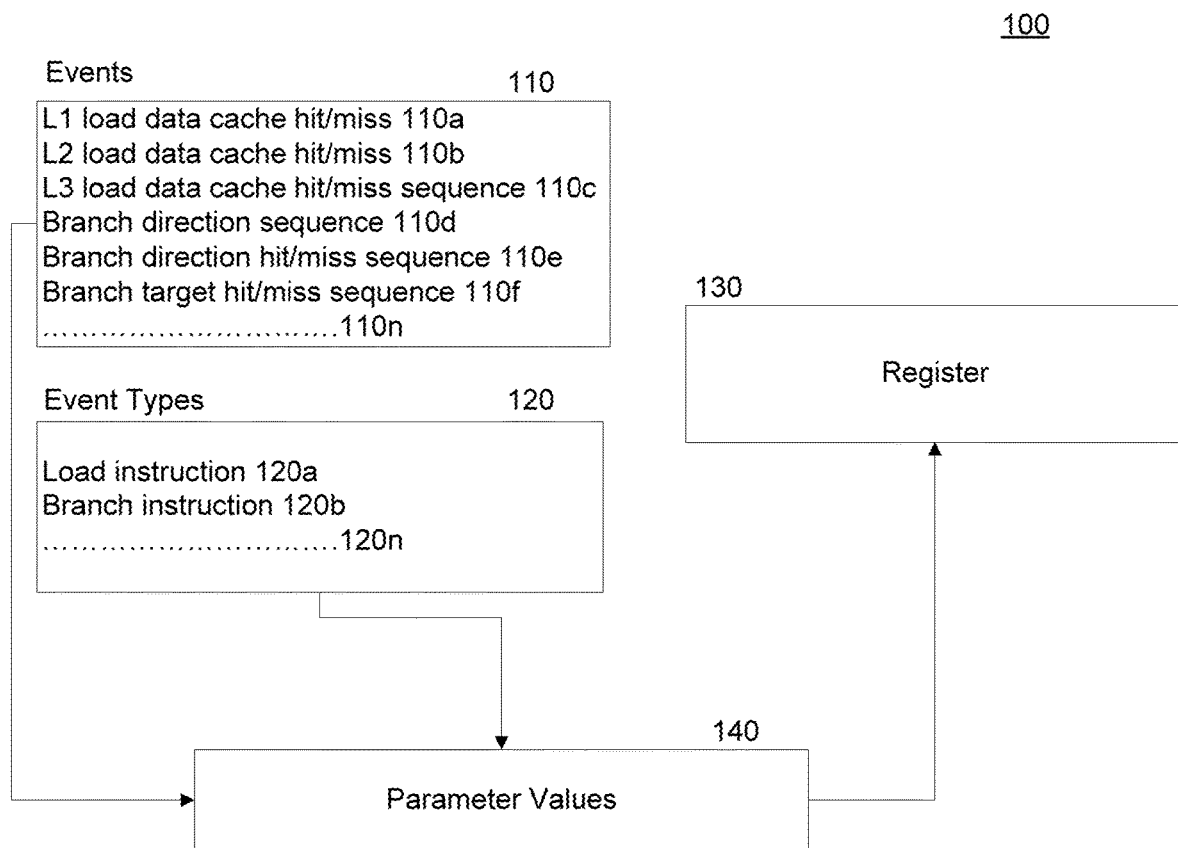 100
Events 110
L1 load data cache hit/miss 110a
L2 load data cache hit/miss 110b
L3 load data cache hit/miss sequence 110c
Branch direction sequence 110d
Branch direction hit/miss sequence 110e
Branch target hit/miss sequence 110f
................................110n
130
Register
Event Types 120
Load instruction 120a
Branch instruction 120b
................................120n
140
Parameter Values